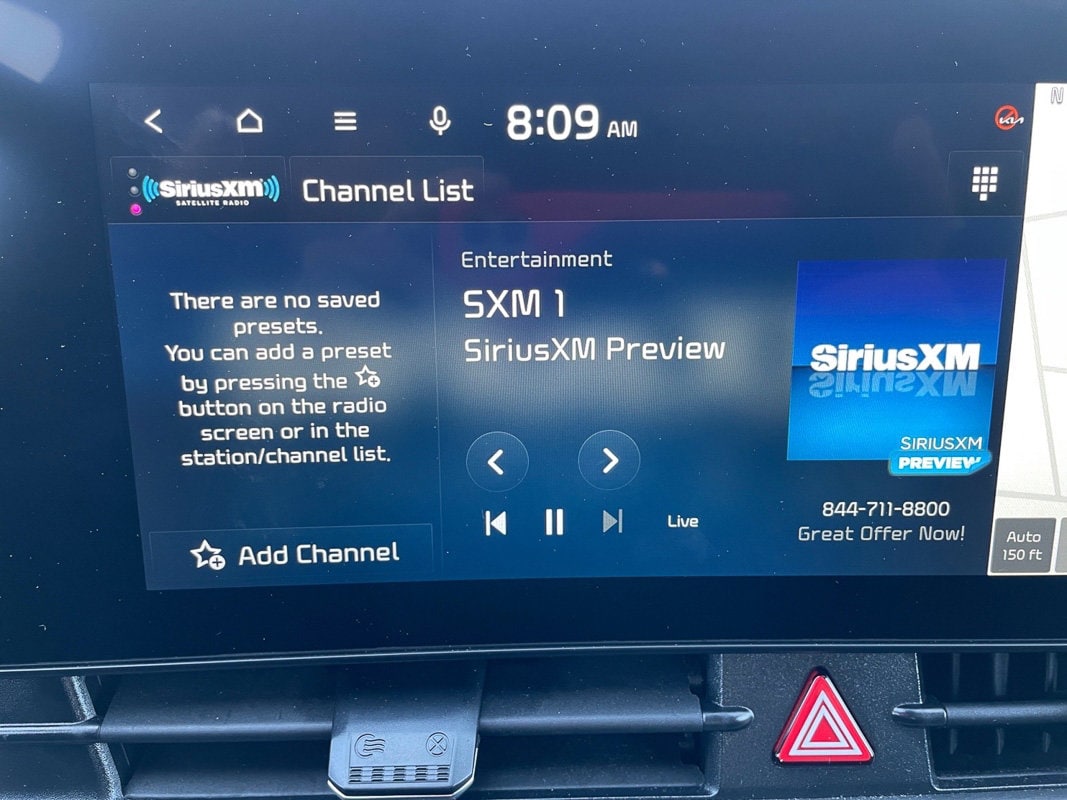 8:09 AM
KIA
N
SiriusXM
SATELLITE RADIO
Channel List
Entertainment
SXM 1
SiriusXM Preview
There are no saved
presets.
You can add a preset
by pressing the
button on the radio
screen or in the
station/channel list.
Add Channel
Live
SiriusXM
SIRIUSXM
PREVIEW
844-711-8800
Great Offer Now!
Auto
150 ft